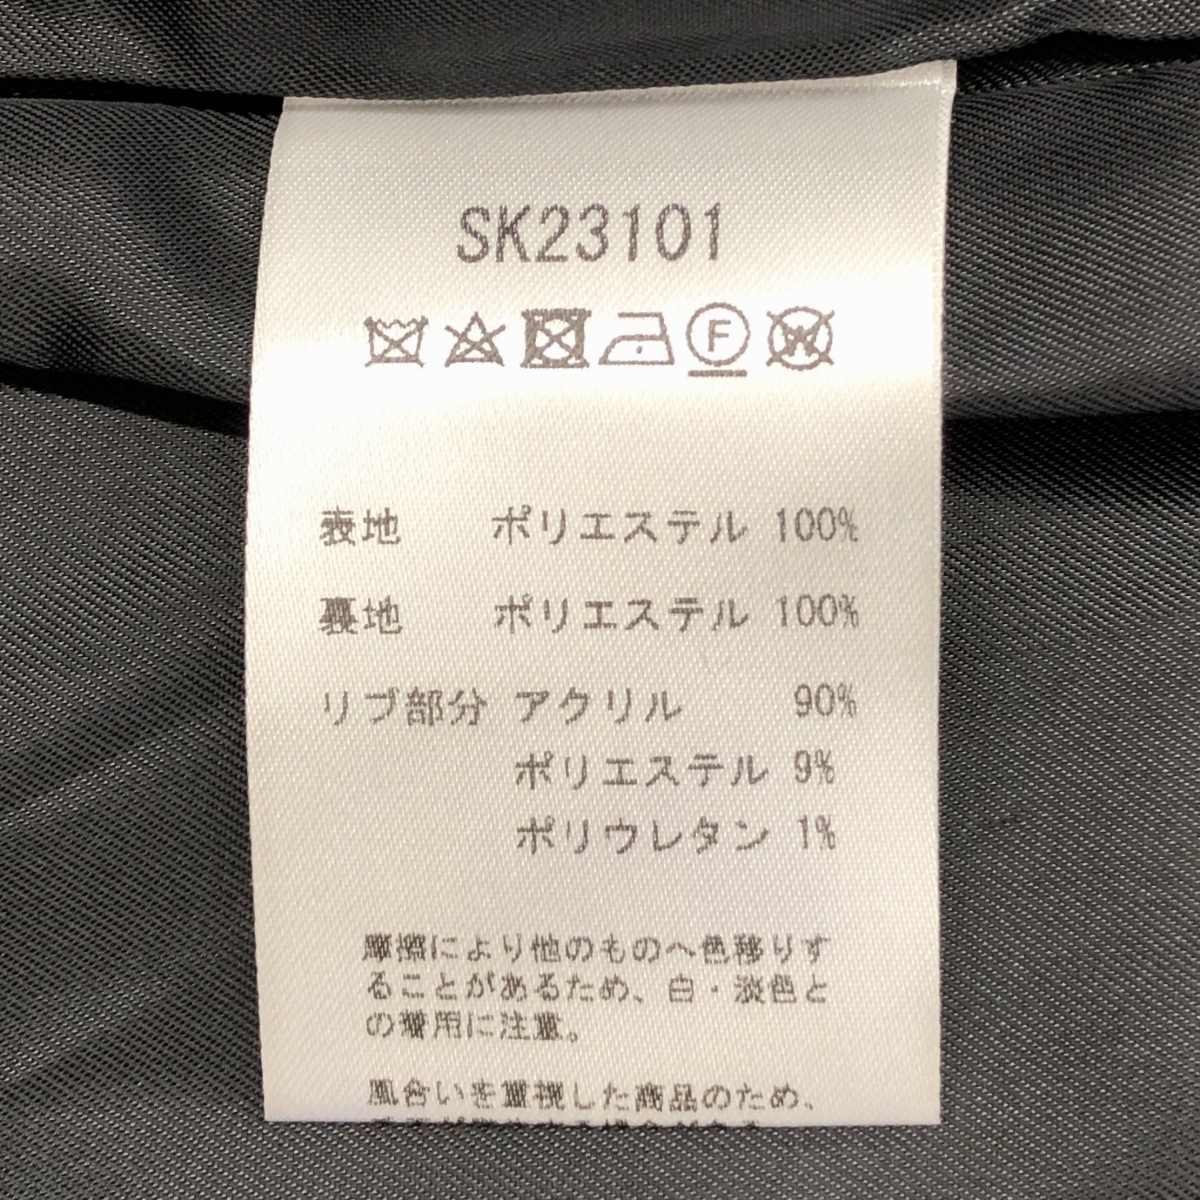 SK23101
F
W
表地 ポリエステル 100%
裏地 ポリエステル 100%
リブ部分 アクリル 90%
ポリエステル 9%
ポリウレタン 1%
摩擦により他のものへ色移りす
ることがあるため、白・淡色と
の着用に注意。
風合いを重視した商品のため、